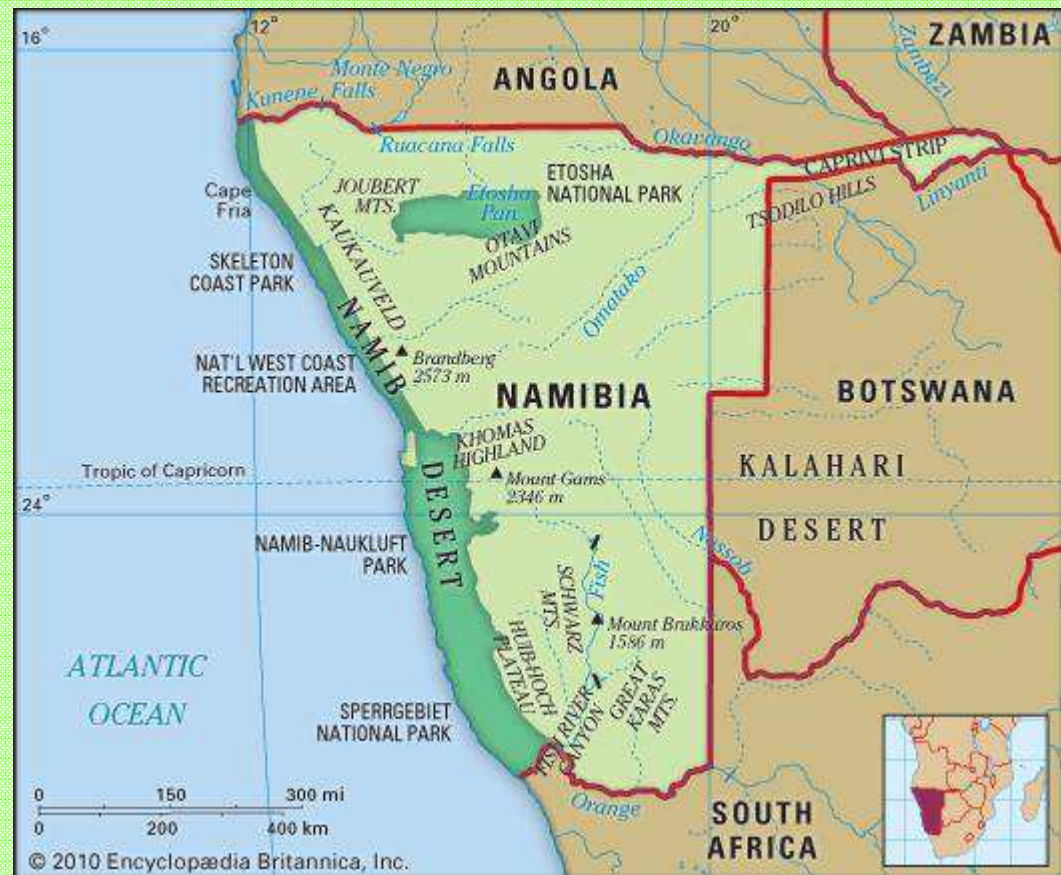 16°
12°
20°
ZAMBIA
Zambezi
Monte Negro
Falls
ANGOLA
Kunene
Okavango
Ruacana Falls
CAPRIVI STRIP
Linyanti
ETOSHA
NATIONAL PARK
Etosha
Pan
JOUBERT
MTS.
Cape
Fria
TSODILO HILLS
OTAVI
MOUNTAINS
KAUKAUVELD
SKELETON
COAST PARK
Omatako
NAMIB
DESERT
Brandberg
2573 m
NAT'L WEST COAST
RECREATION AREA
NAMIBIA
BOTSWANA
KHOMAS
HIGHLAND
KALAHARI
DESERT
Tropic of Capricorn
Mount Gams
2346 m
24°
NAMIB-NAUKLUFT
PARK
Nossob
Fish
SCHWARZ
MTS.
Mount Brukkaros
1586 m
HUIB-HOCH
PLATEAU
ATLANTIC
OCEAN
FISH RIVER
CANYON
GREAT
KARAS
MTS.
SPERRGEBIET
NATIONAL PARK
Orange
SOUTH
AFRICA
0 150 300 mi
0 200 400 km
© 2010 Encyclopædia Britannica, Inc.